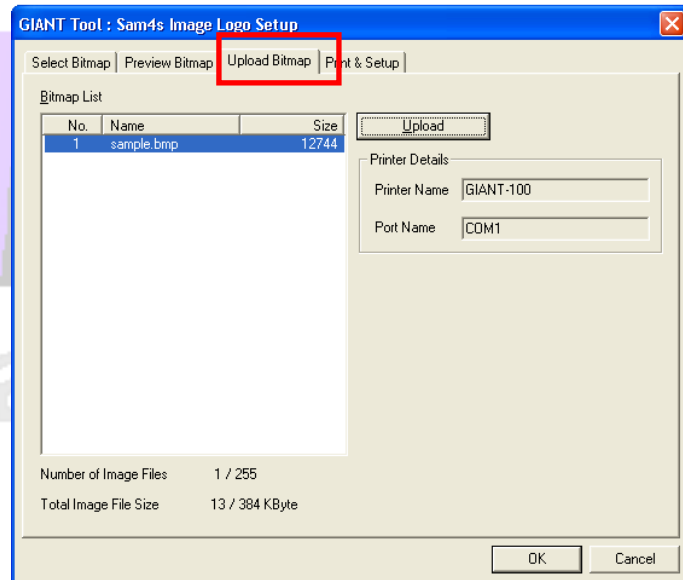 GIANT Tool : Sam4s Image Logo Setup
Select Bitmap Preview Bitmap Upload Bitmap Print & Setup
Bitmap List
No. Name Size
1 sample.bmp 12744
Upload
Printer Details
Printer Name GIANT-100
Port Name COM1
Number of Image Files 1 / 255
Total Image File Size 13 / 384 KByte
OK Cancel